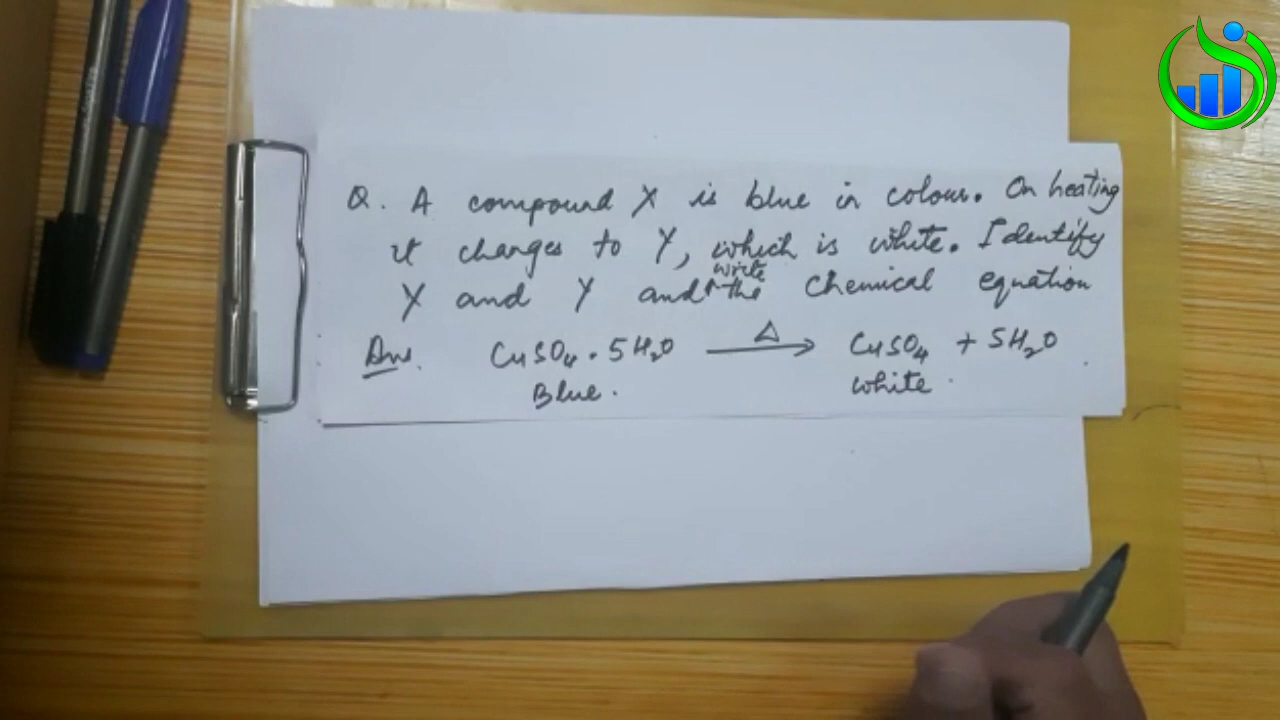 Q. A compound X is blue in colour. On heating
it changes to Y, which is white. Identify
X and Y and write the chemical equation
Ans. CuSO4 . 5H2O —Δ→ CuSO4 + 5H2O
Blue. white.